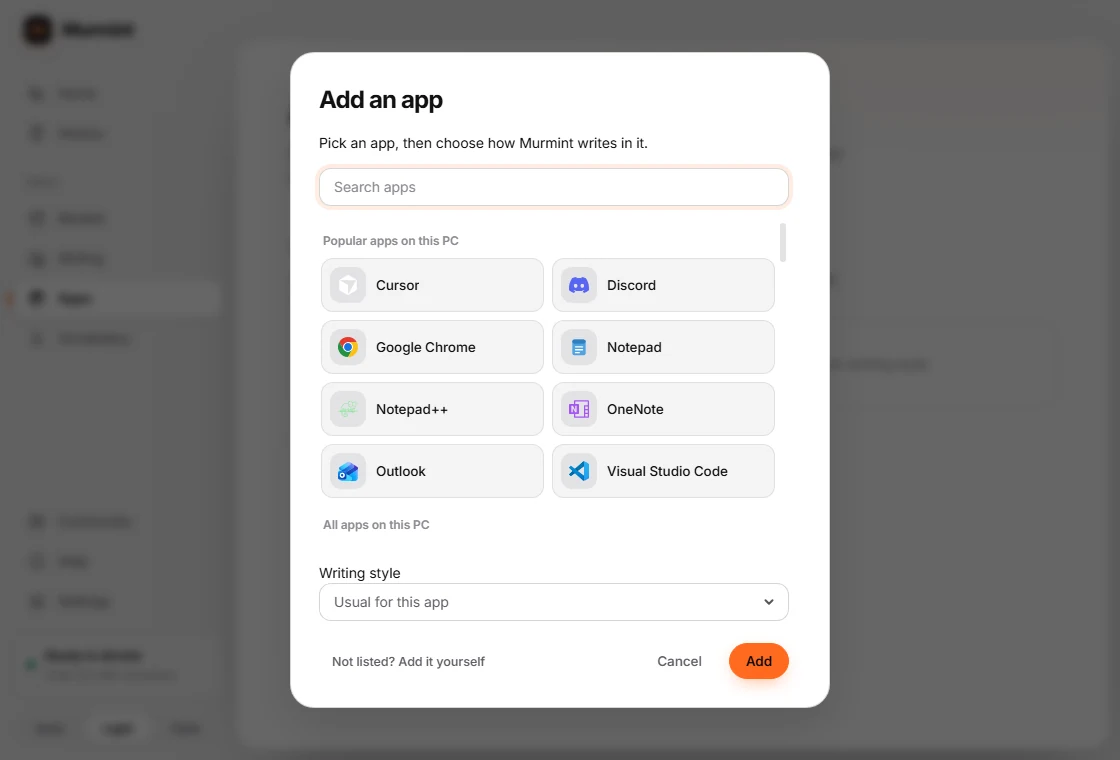 Murmint
Add an app
Pick an app, then choose how Murmint writes in it.
Search apps
Popular apps on this PC
Cursor
Discord
Google Chrome
Notepad
Notepad++
OneNote
Outlook
Visual Studio Code
All apps on this PC
Writing style
Usual for this app
Not listed? Add it yourself
Cancel
Add